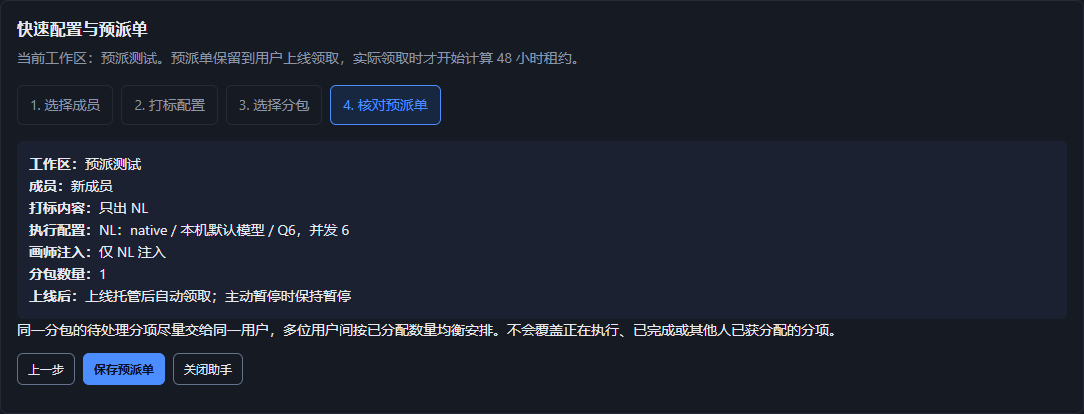 快速配置与预派单
当前工作区：预派测试。预派单保留到用户上线领取，实际领取时才开始计算 48 小时租约。
1. 选择成员 2. 打标配置 3. 选择分包 4. 核对预派单
工作区：预派测试
成员：新成员
打标内容：只出 NL
执行配置：NL：native / 本机默认模型 / Q6，并发 6
画师注入：仅 NL 注入
分包数量：1
上线后：上线托管后自动领取；主动暂停时保持暂停
同一分包的待处理分项尽量交给同一用户，多位用户间按已分配数量均衡安排。不会覆盖正在执行、已完成或其他人已获分配的分项。
上一步 保存预派单 关闭助手